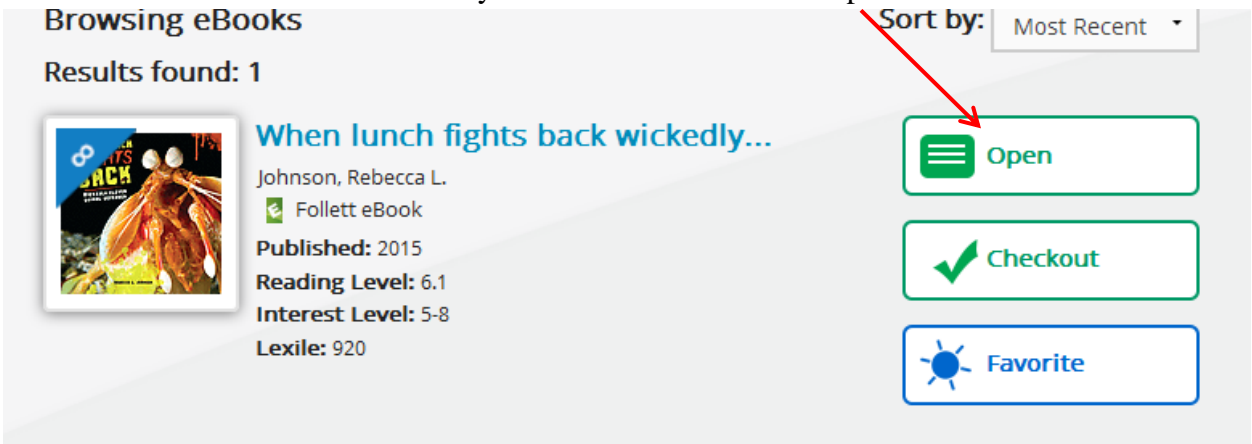 Browsing eBooks
Sort by:
Most Recent
Results found: 1
When lunch fights back wickedly...
Johnson, Rebecca L.
Follett eBook
Published: 2015
Reading Level: 6.1
Interest Level: 5-8
Lexile: 920
BACK
Open
Checkout
Favorite